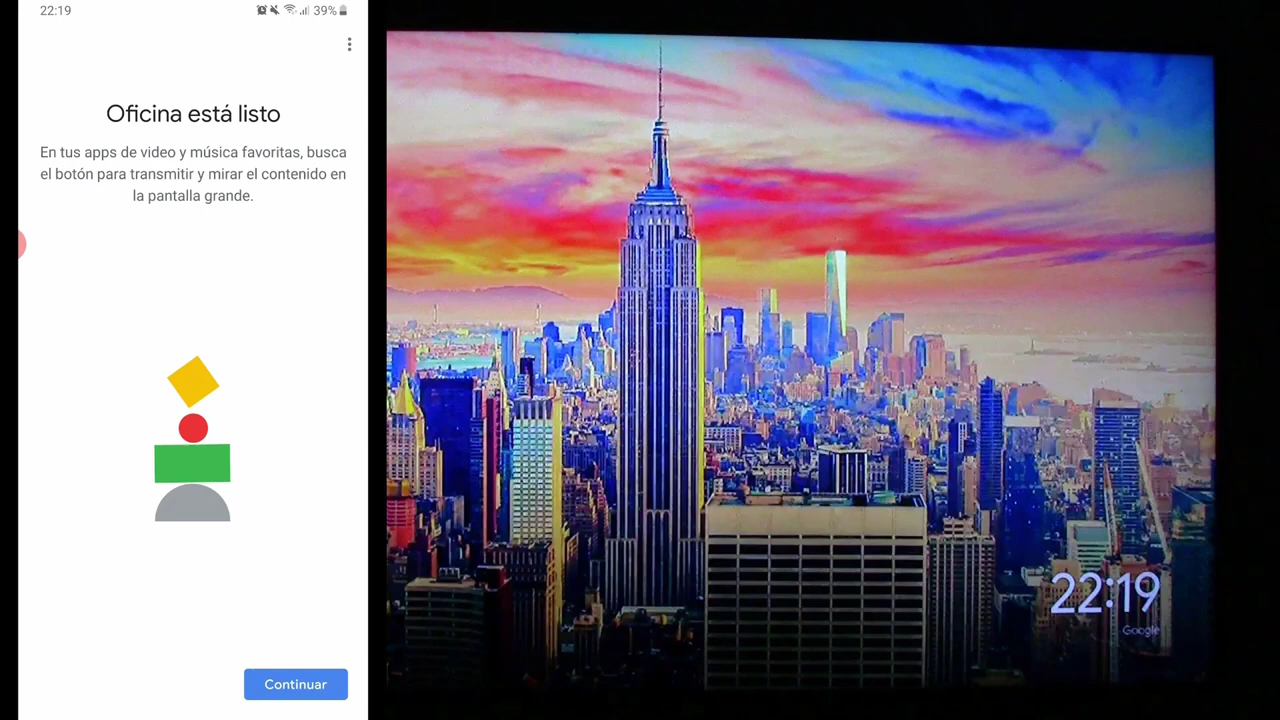 22:19
39%
Oficina está listo
En tus apps de video y música favoritas, busca
el botón para transmitir y mirar el contenido en
la pantalla grande.
Continuar
22:19
Google